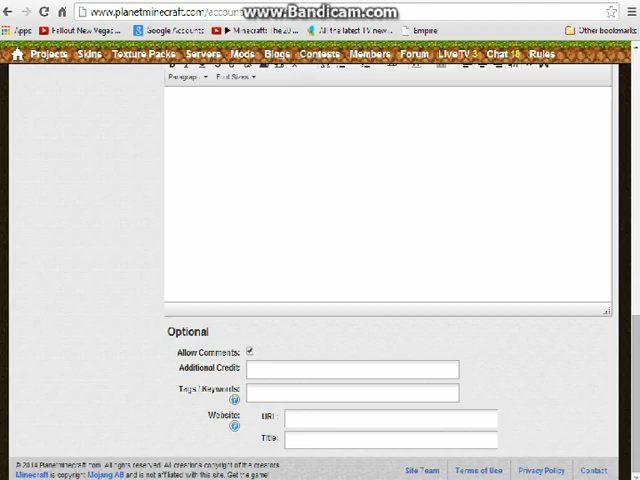 www.planetminecraft.com/accoun www.Bandicam.com
Apps Fallout New Vegas ... Google Accounts Minecraft: The 20 ... All the latest TV new... Empire Other bookmarks
Projects Skins Texture Packs Servers Mods Blogs Contests Members Forum LiveTV 3 Chat 18 Rules
Paragraph Font Sizes
Optional
Allow Comments:
Additional Credit:
Tags / Keywords:
Website: URL:
Title:
© 2014 Planetminecraft.com. All rights reserved. All creations copyright of the creators.
Minecraft is copyright Mojang AB and is not affiliated with this site. Get the game!
Site Team Terms of Use Privacy Policy Contact